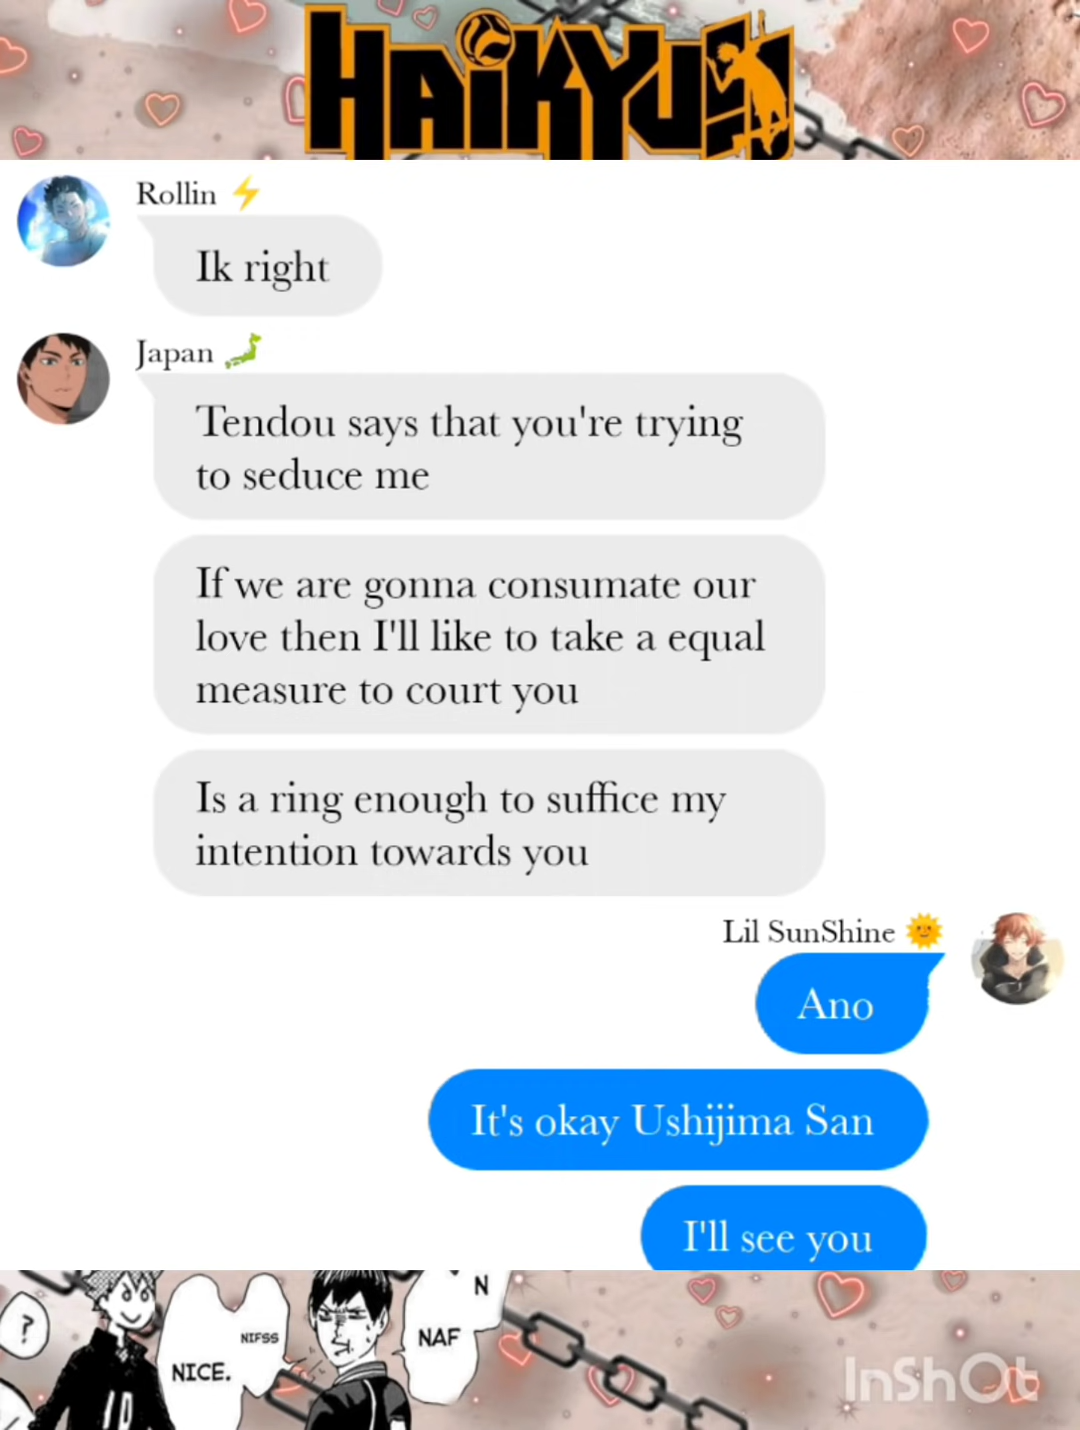 HAIKYU!!
Rollin ⚡
Ik right
Japan 🗾
Tendou says that you're trying
to seduce me
If we are gonna consumate our
love then I'll like to take a equal
measure to court you
Is a ring enough to suffice my
intention towards you
Lil SunShine 🌞
Ano
It's okay Ushijima San
I'll see you
?
NIFSS
NICE.
N
NAF
10
InShOt